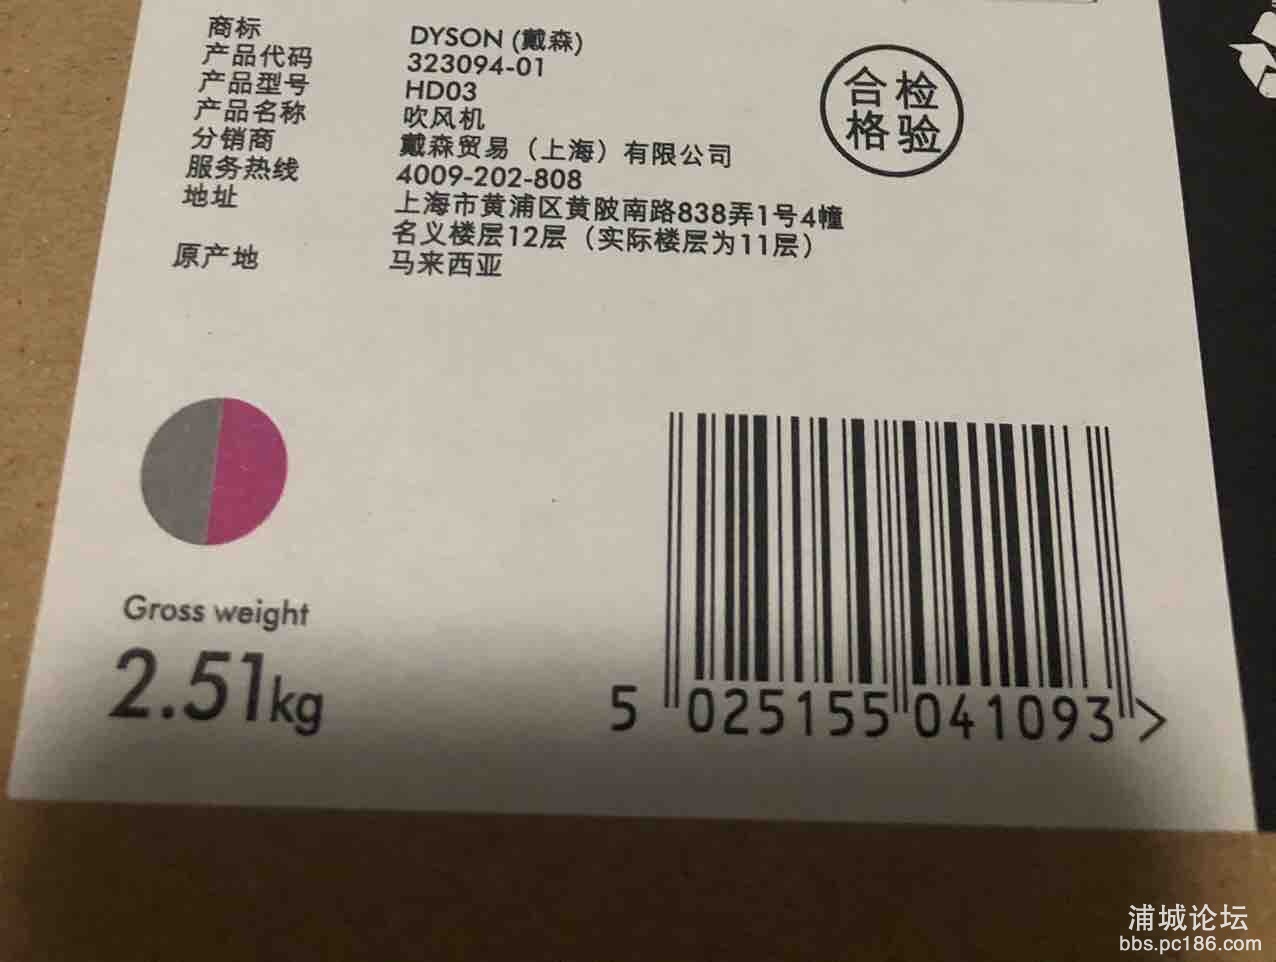 商标 DYSON (戴森)
产品代码 323094-01
产品型号 HD03
产品名称 吹风机
分销商 戴森贸易（上海）有限公司
服务热线 4009-202-808
地址 上海市黄浦区黄陂南路838弄1号4幢
名义楼层12层（实际楼层为11层）
原产地 马来西亚
合检
格验
Gross weight
2.51kg
5 025155 041093 >
浦城论坛
bbs.pc186.com